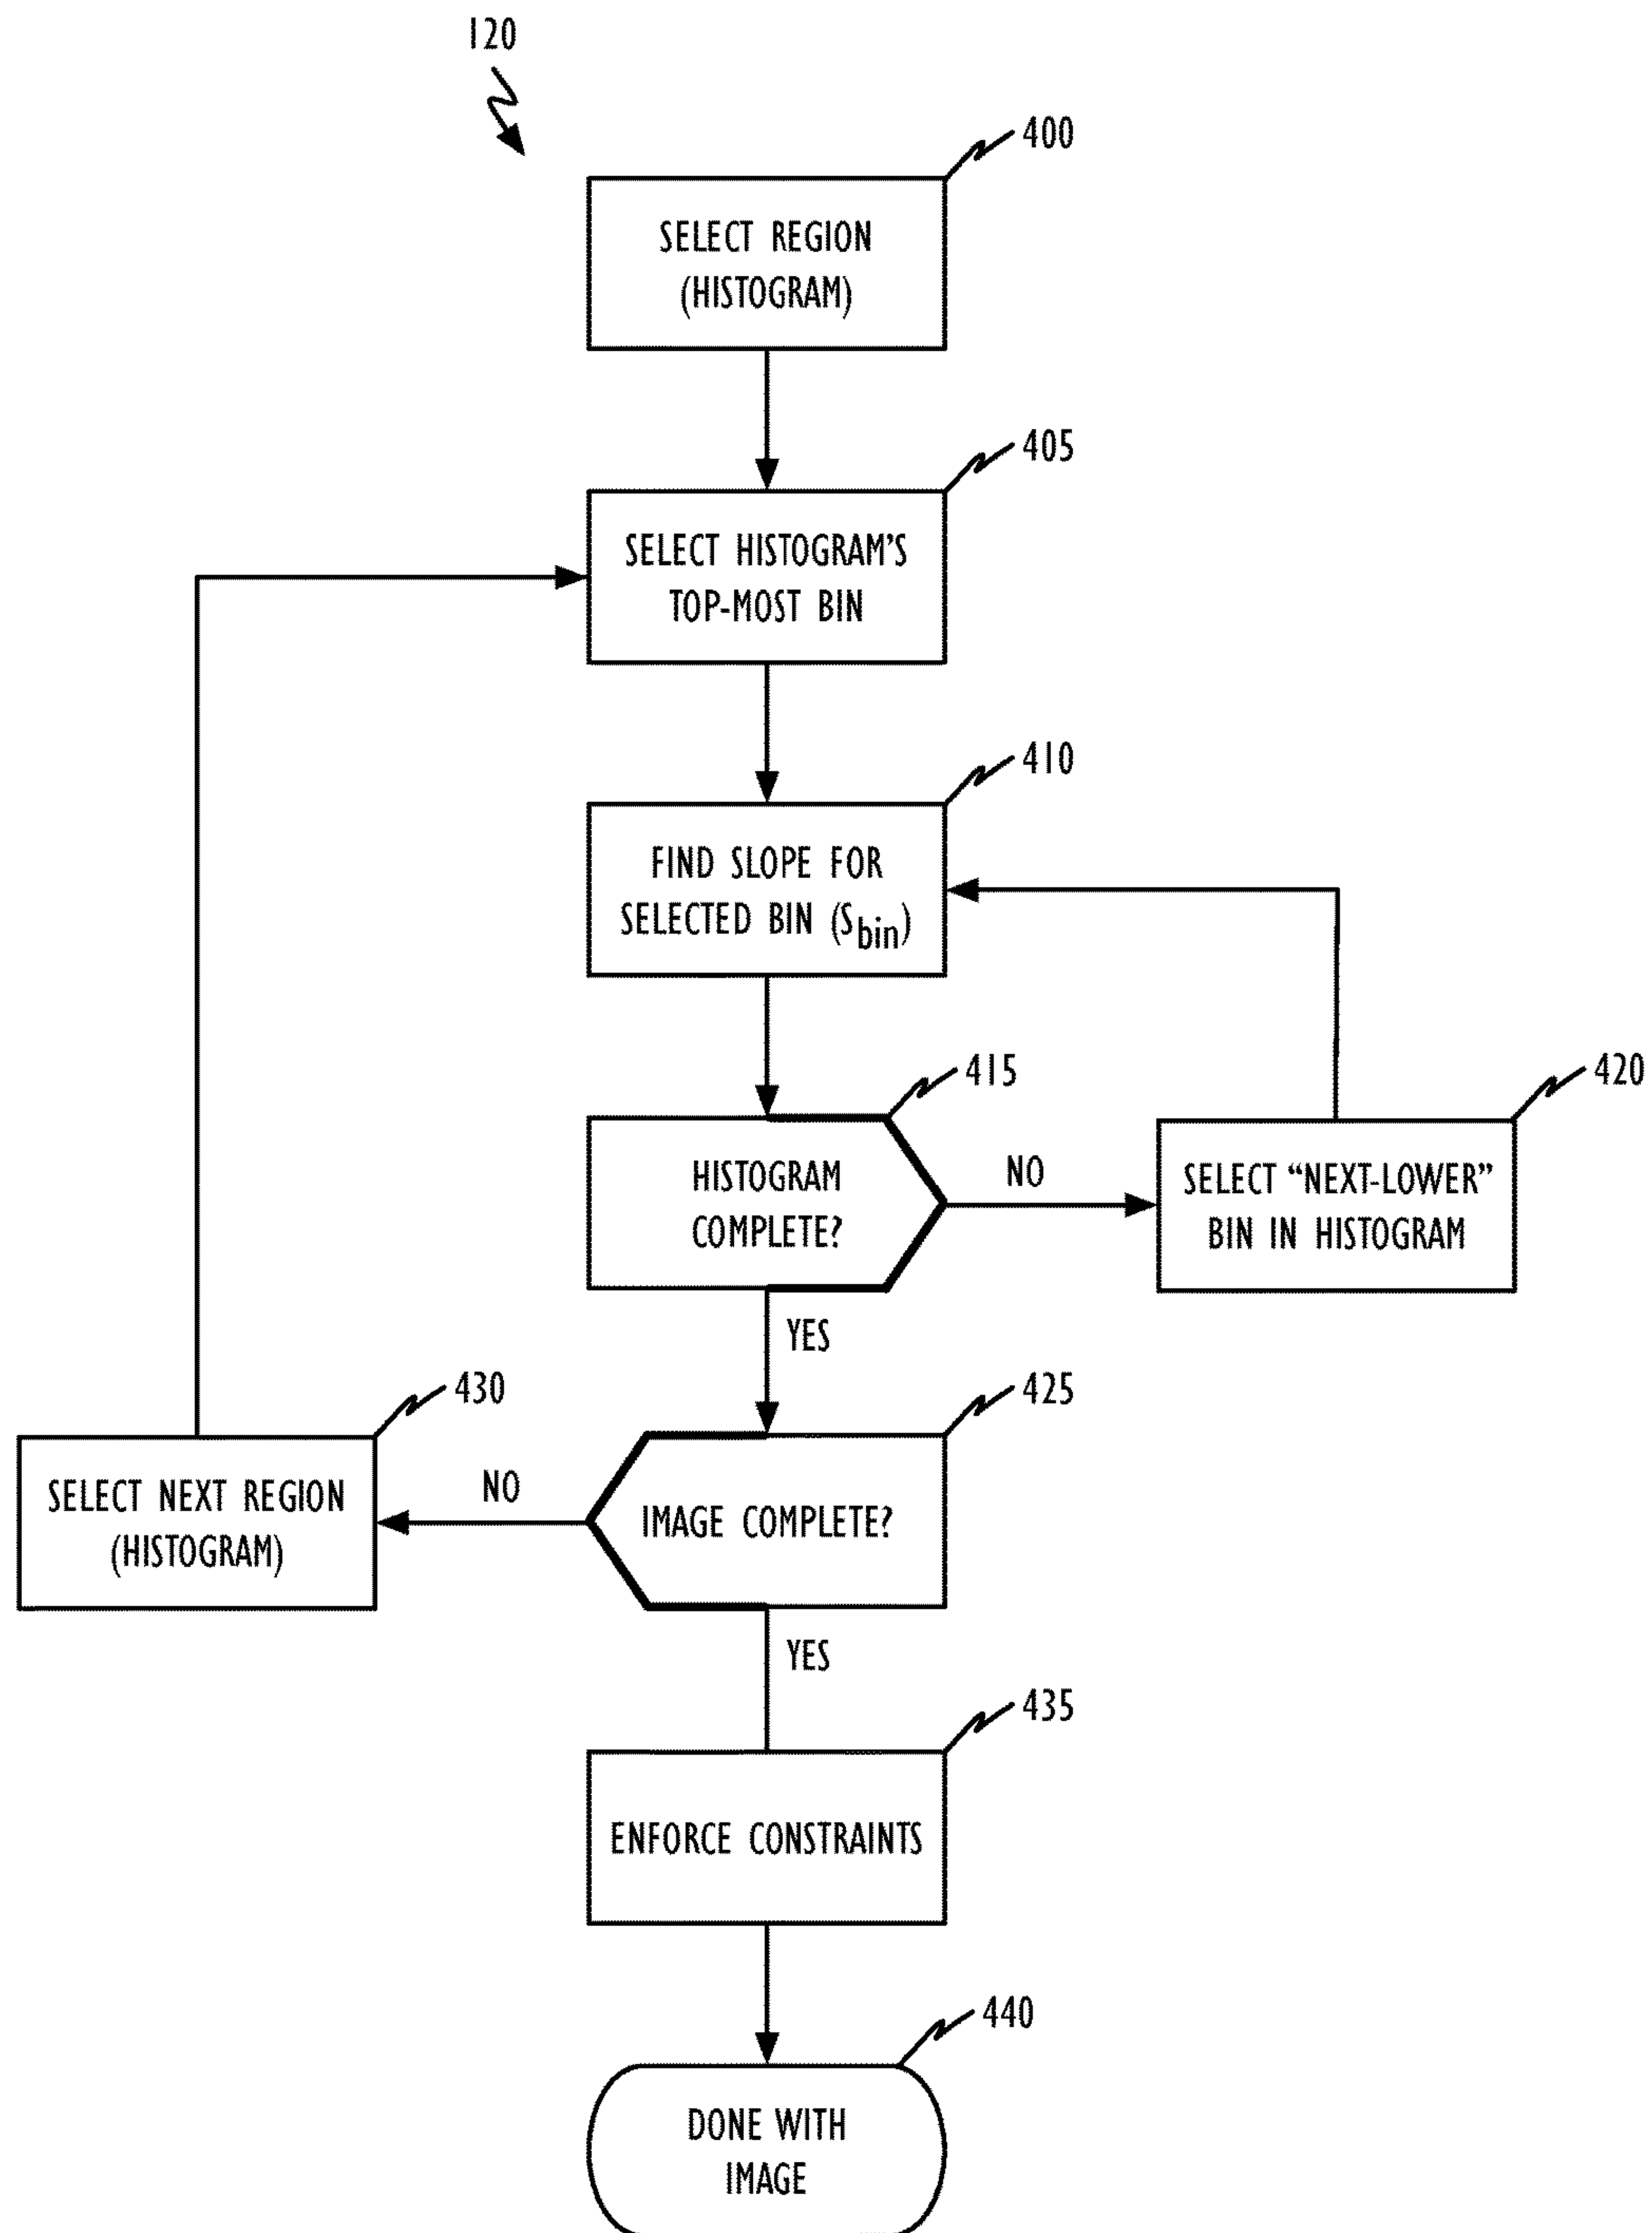 120
400
SELECT REGION
(HISTOGRAM)
405
SELECT HISTOGRAM'S
TOP-MOST BIN
410
FIND SLOPE FOR
SELECTED BIN (Sbin)
415
HISTOGRAM
COMPLETE?
NO
420
SELECT “NEXT-LOWER”
BIN IN HISTOGRAM
YES
425
IMAGE COMPLETE?
NO
430
SELECT NEXT REGION
(HISTOGRAM)
YES
435
ENFORCE CONSTRAINTS
440
DONE WITH
IMAGE